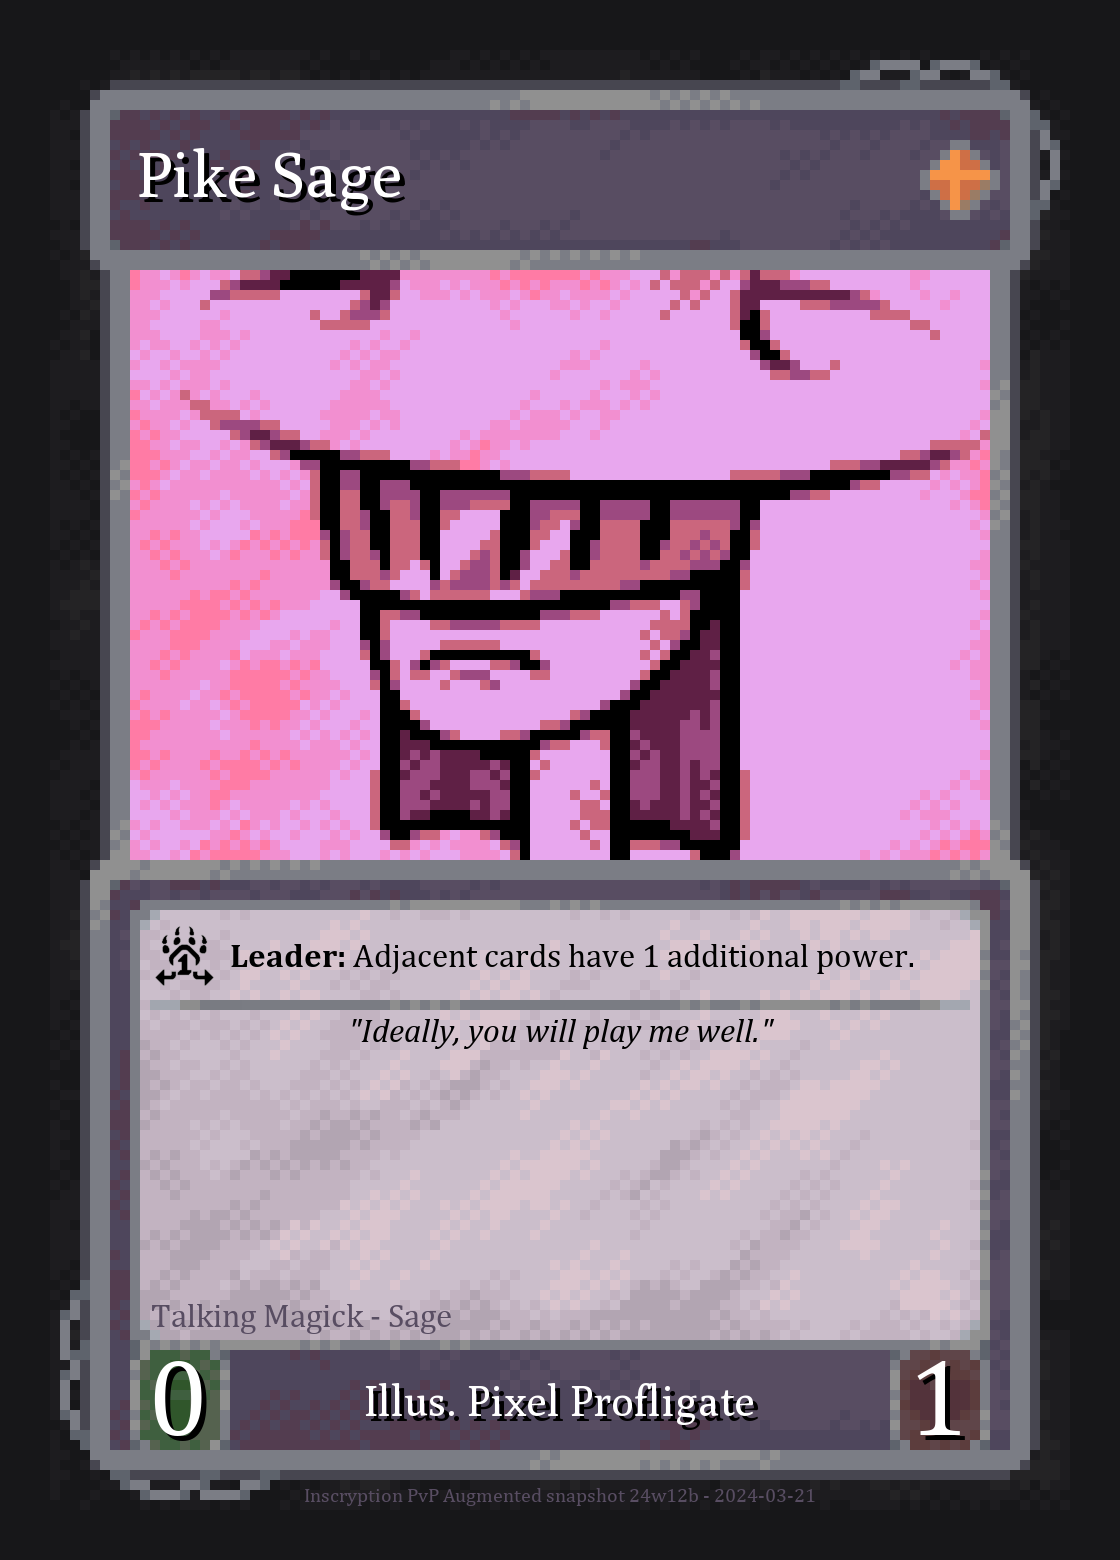 Pike Sage
Leader: Adjacent cards have 1 additional power.
"Ideally, you will play me well."
Talking Magick - Sage
0
Illus. Pixel Profligate
1
Inscryption PvP Augmented snapshot 24w12b - 2024-03-21